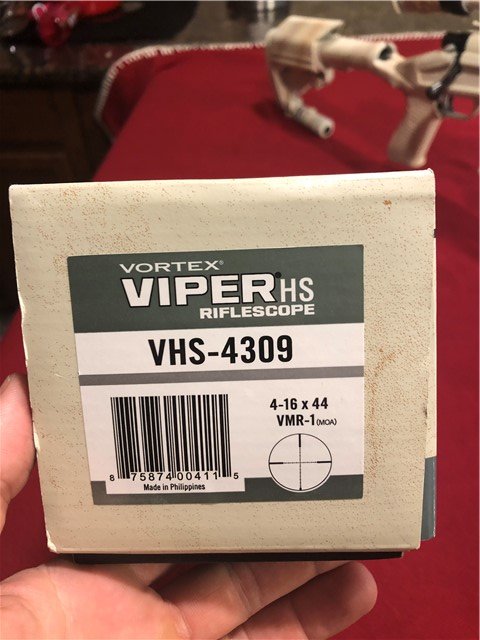 VORTEX®
VIPER® HS
RIFLESCOPE
VHS-4309
4-16 x 44
VMR-1 (MOA)
8 75874 00411 5
Made in Philippines